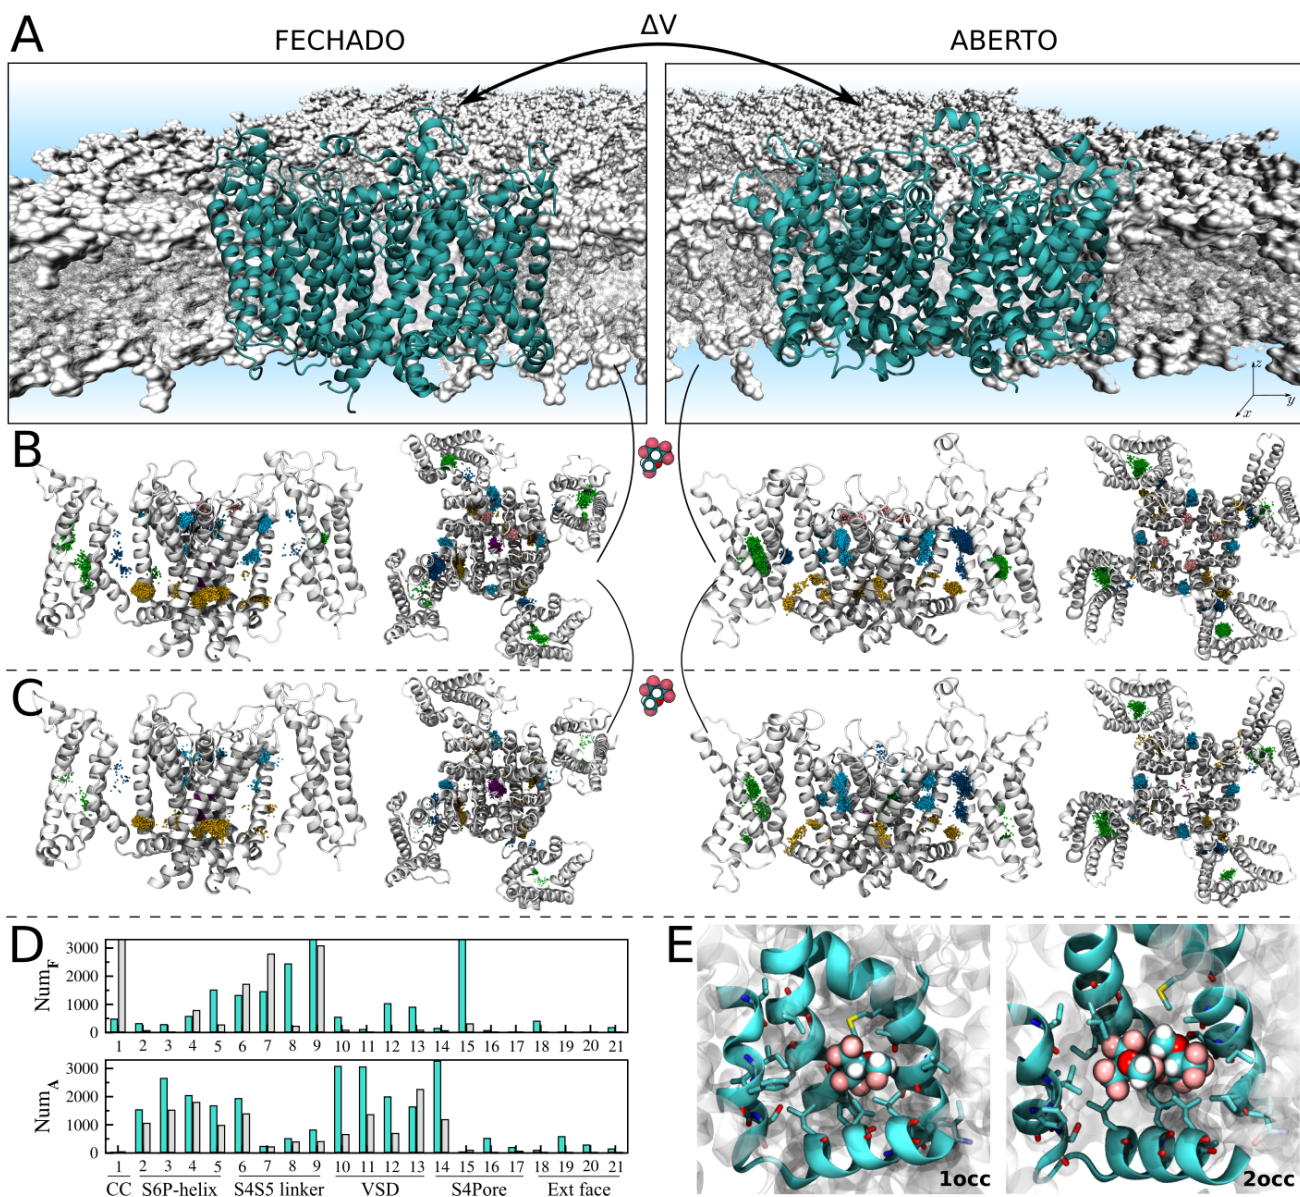 A
FECHADO
ΔV
ABERTO
z
y
x
B
C
D
Num_F
3000
2000
1000
0
1 2 3 4 5 6 7 8 9 10 11 12 13 14 15 16 17 18 19 20 21
Num_A
3000
2000
1000
0
1 2 3 4 5 6 7 8 9 10 11 12 13 14 15 16 17 18 19 20 21
CC S6P-helix S4S5 linker VSD S4Pore Ext face
E
1occ
2occ